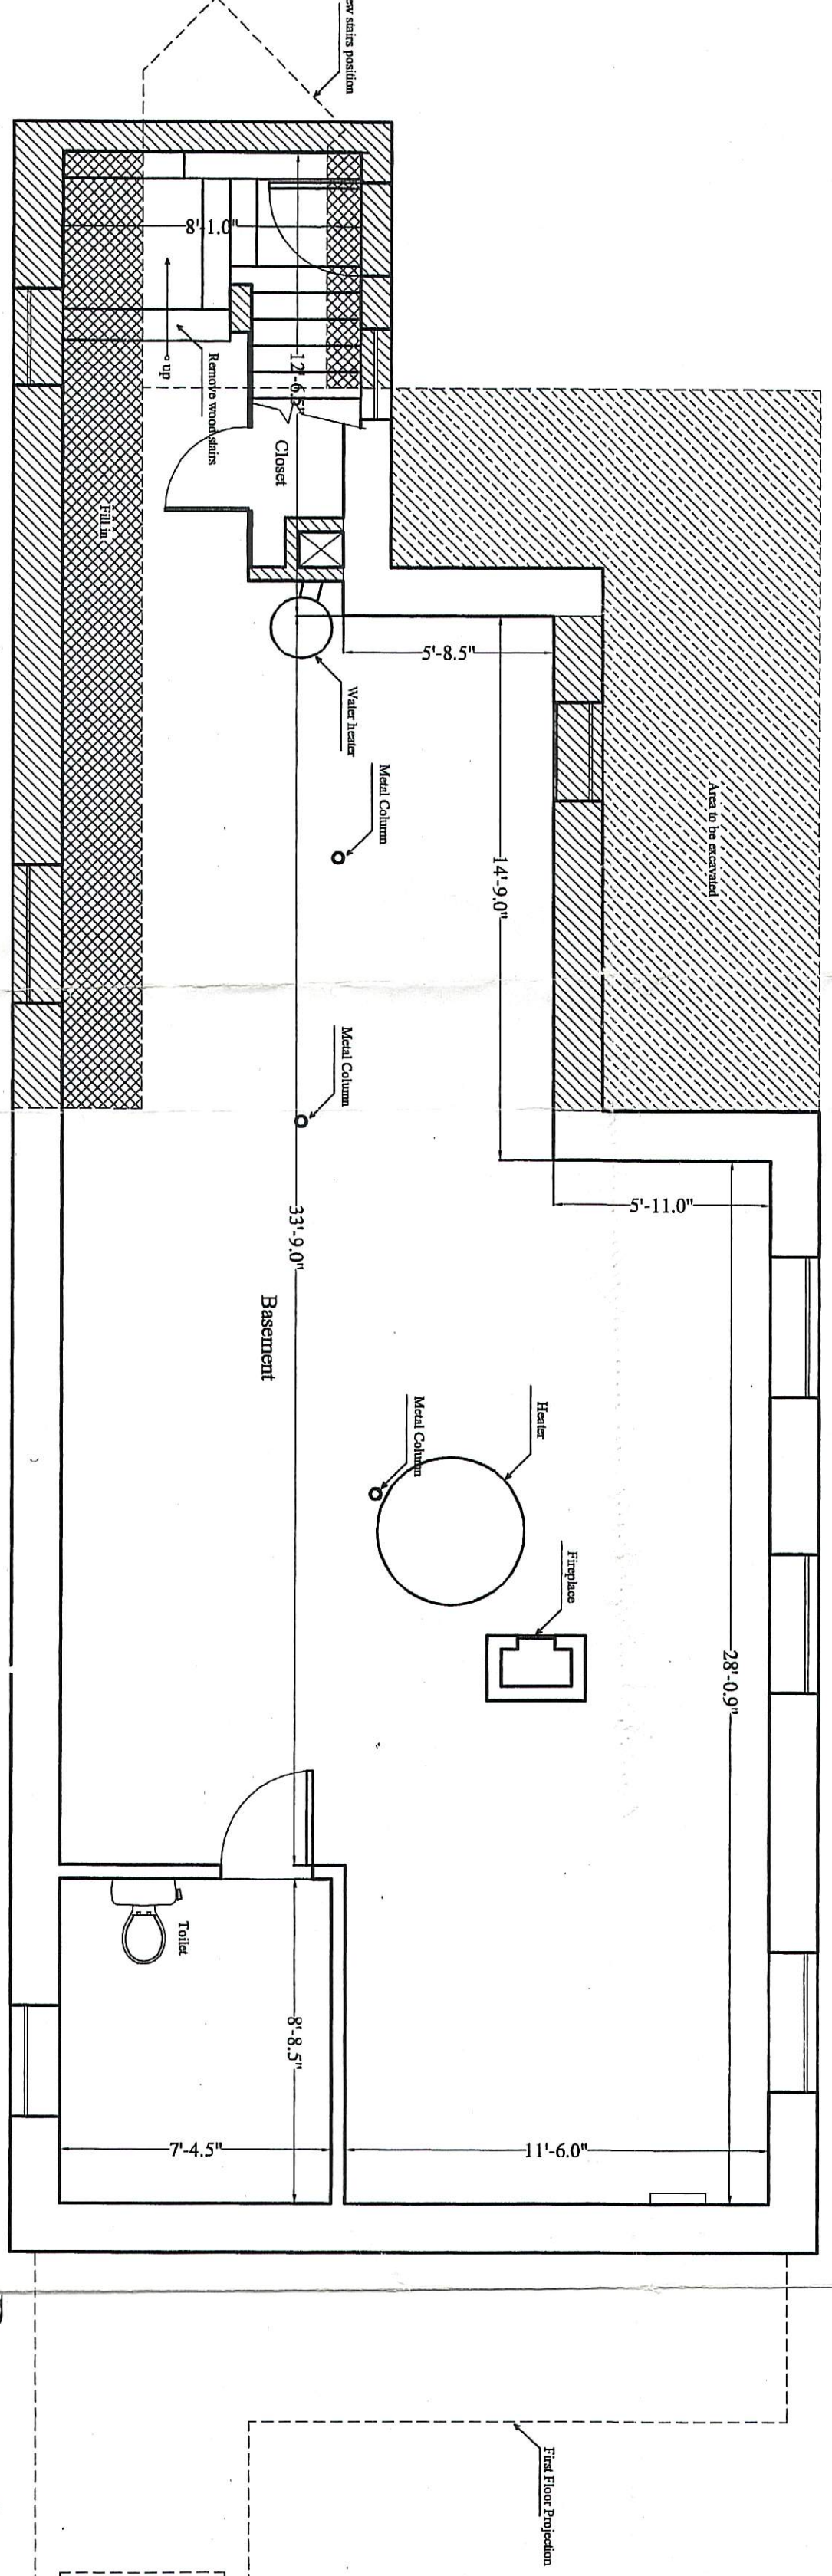 ew stairs position
8'-1.0"
12'-6.5"
up
Remove wood stairs
Closet
Fill in
5'-8.5"
Water heater
Metal Column
14'-9.0"
Area to be excavated
Metal Column
5'-11.0"
33'-9.0"
Basement
Metal Column
Heater
Fireplace
28'-0.9"
Toilet
8'-8.5"
7'-4.5"
11'-6.0"
First Floor Projection